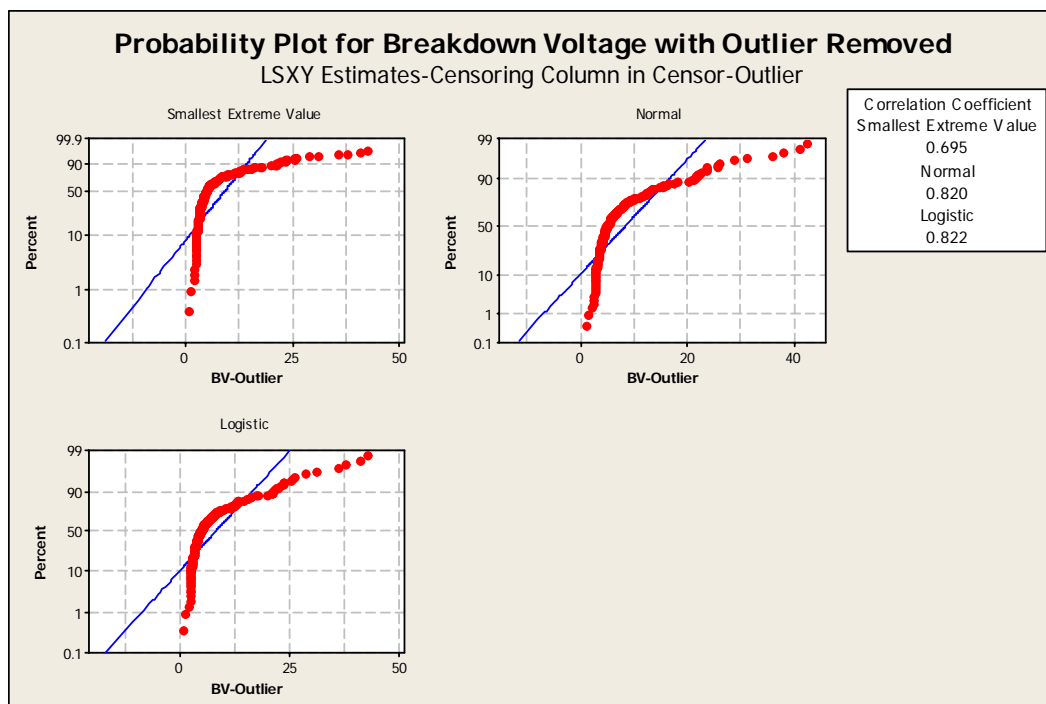 Probability Plot for Breakdown Voltage with Outlier Removed
LSXY Estimates-Censoring Column in Censor-Outlier
Smallest Extreme Value
99.9
90
50
10
1
0.1
Percent
0
25
50
BV-Outlier
Normal
99
90
50
10
1
0.1
Percent
0
20
40
BV-Outlier
Correlation Coefficient
Smallest Extreme Value
0.695
Normal
0.820
Logistic
0.822
Logistic
99
90
50
10
1
0.1
Percent
0
25
50
BV-Outlier